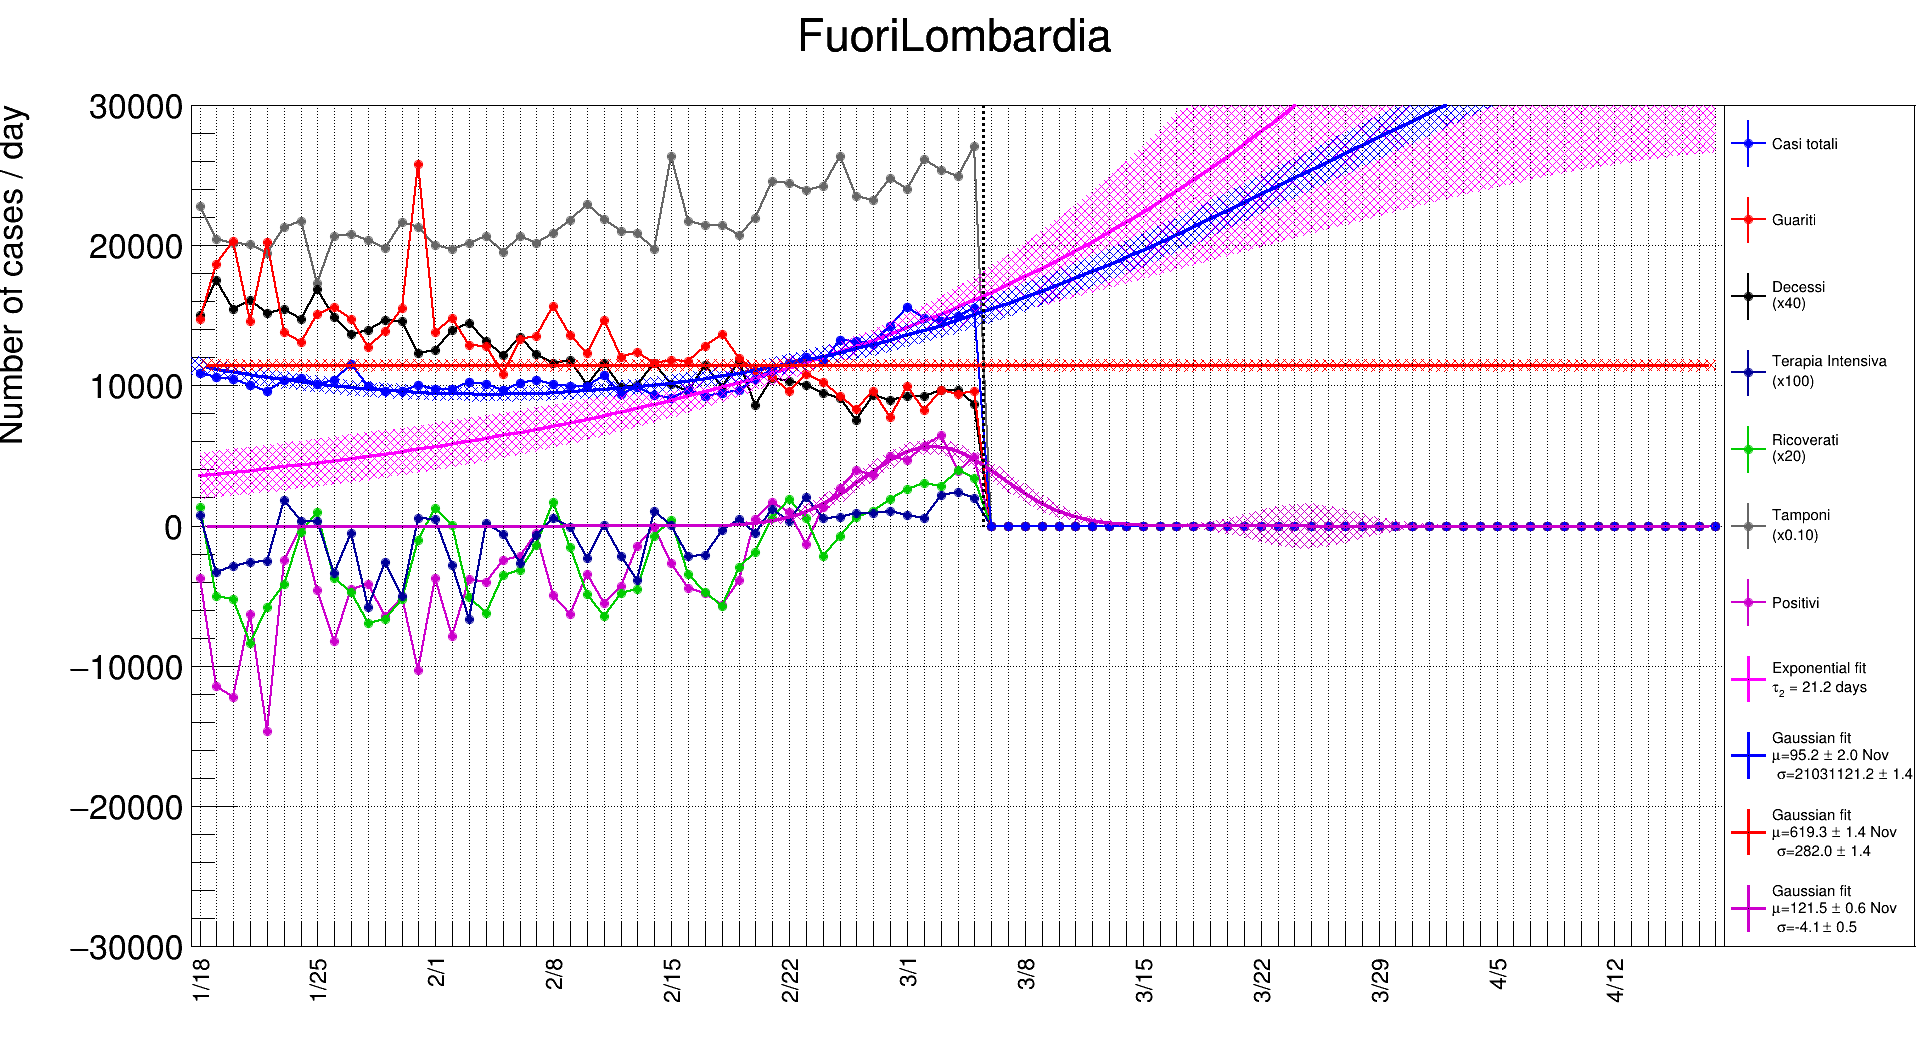 FuoriLombardia
Number of cases / day
30000
20000
10000
0
−10000
−20000
−30000
1/18
1/25
2/1
2/8
2/15
2/22
3/1
3/8
3/15
3/22
3/29
4/5
4/12
Casi totali
Guariti
Decessi
(x40)
Terapia Intensiva
(x100)
Ricoverati
(x20)
Tamponi
(x0.10)
Positivi
Exponential fit
τ2 = 21.2 days
Gaussian fit
μ=95.2 ± 2.0 Nov
σ=21031121.2 ± 1.4
Gaussian fit
μ=619.3 ± 1.4 Nov
σ=282.0 ± 1.4
Gaussian fit
μ=121.5 ± 0.6 Nov
σ=-4.1 ± 0.5